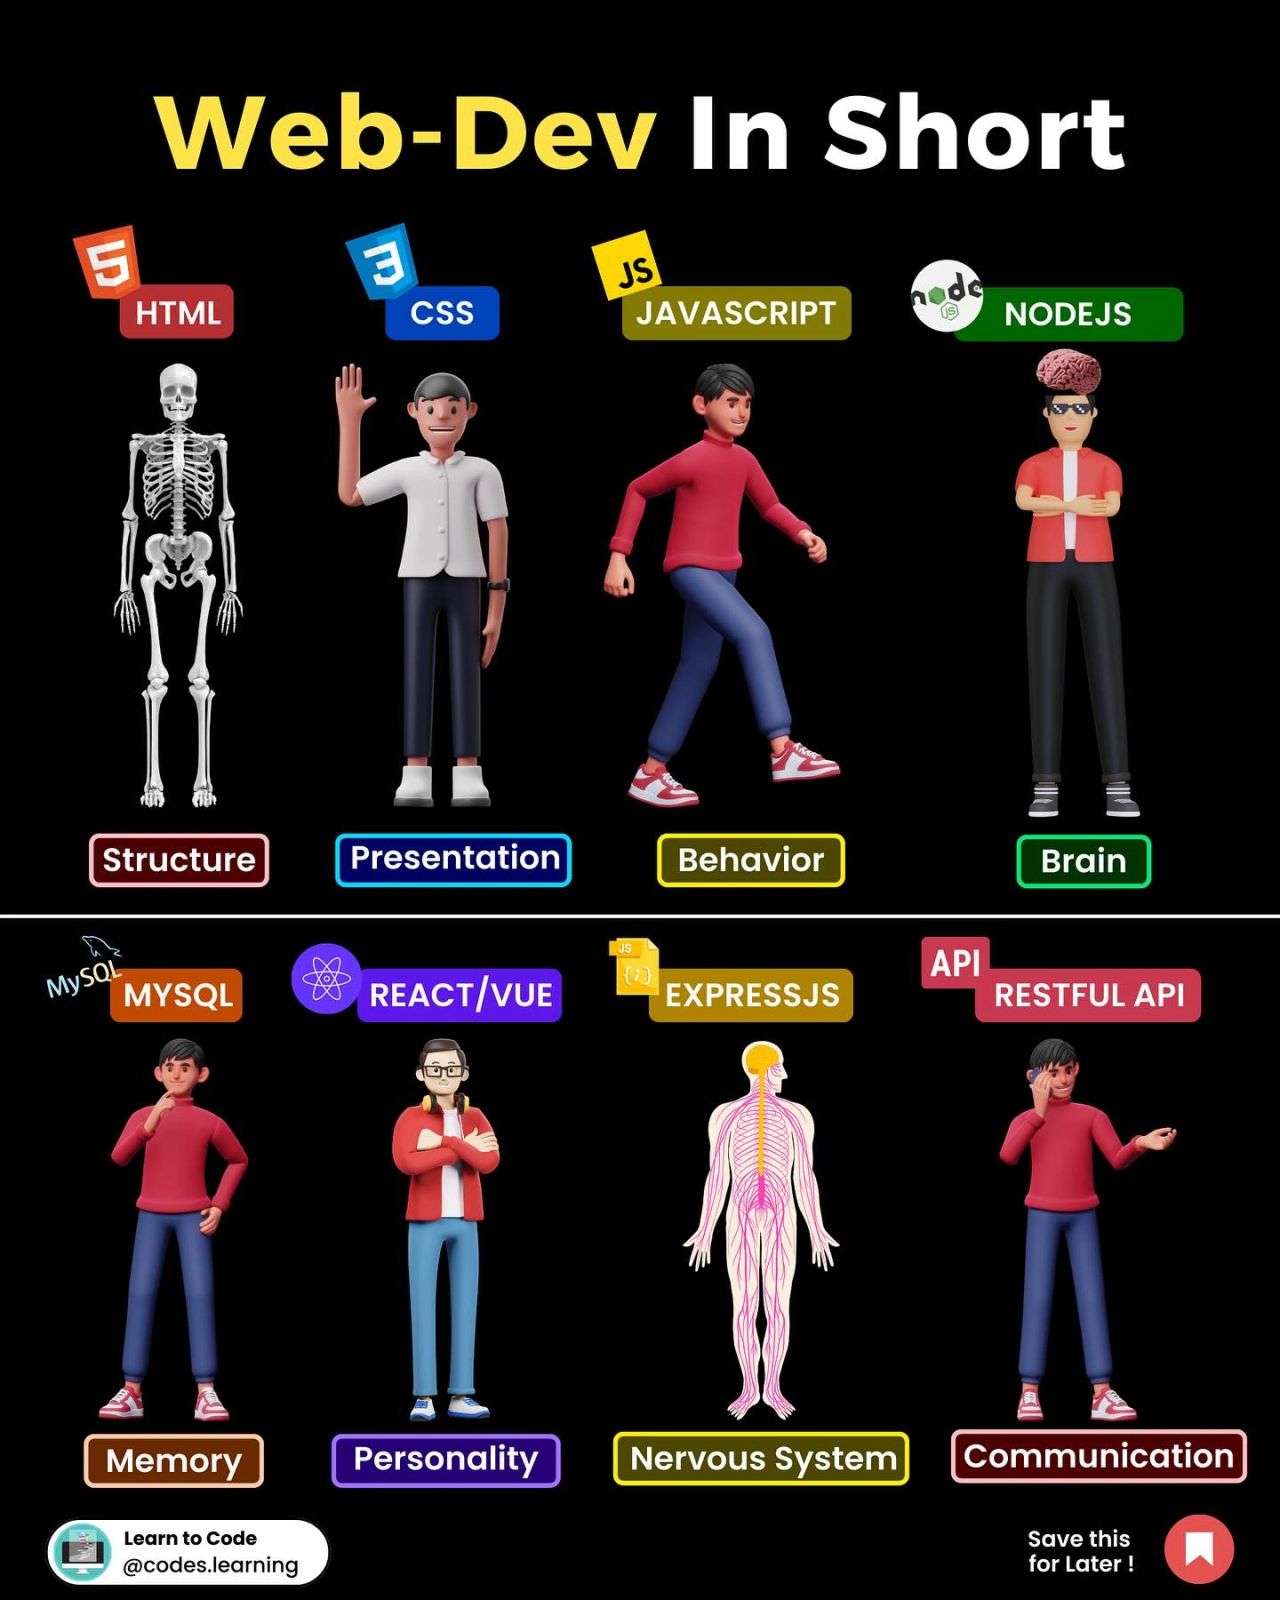 Web-Dev In Short
5
HTML
3
CSS
JS
JAVASCRIPT
node
JS
NODEJS
Structure
Presentation
Behavior
Brain
MySQL
MYSQL
REACT/VUE
JS
{;}
EXPRESSJS
API
RESTFUL API
Memory
Personality
Nervous System
Communication
Learn to Code
@codes.learning
Save this
for Later !